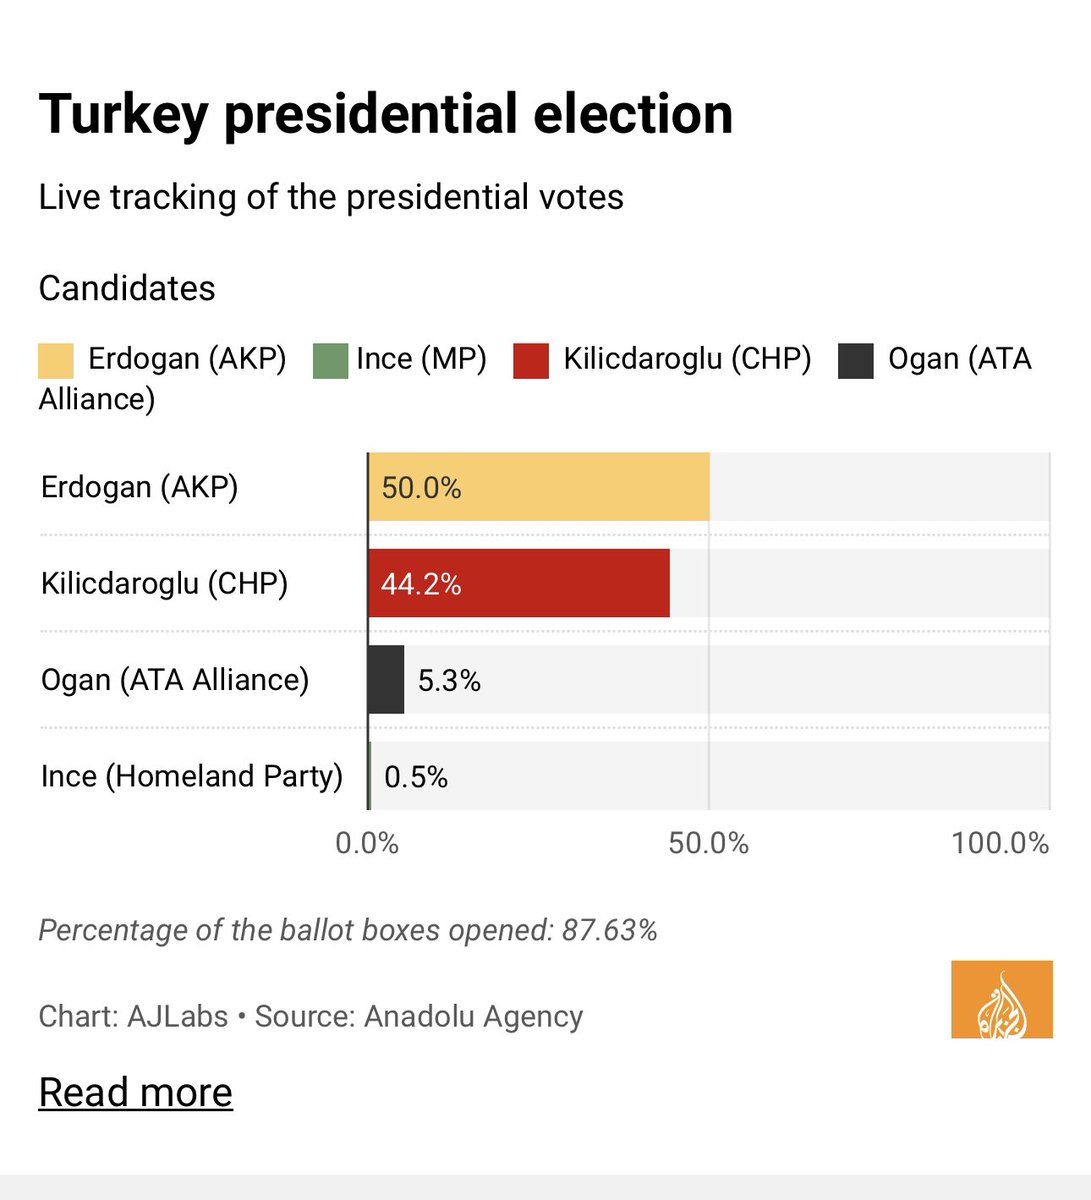 Turkey presidential election
Live tracking of the presidential votes
Candidates
Erdogan (AKP) Ince (MP) Kilicdaroglu (CHP) Ogan (ATA
Alliance)
Erdogan (AKP) 50.0%
Kilicdaroglu (CHP) 44.2%
Ogan (ATA Alliance) 5.3%
Ince (Homeland Party) 0.5%
0.0% 50.0% 100.0%
Percentage of the ballot boxes opened: 87.63%
Chart: AJLabs • Source: Anadolu Agency
Read more